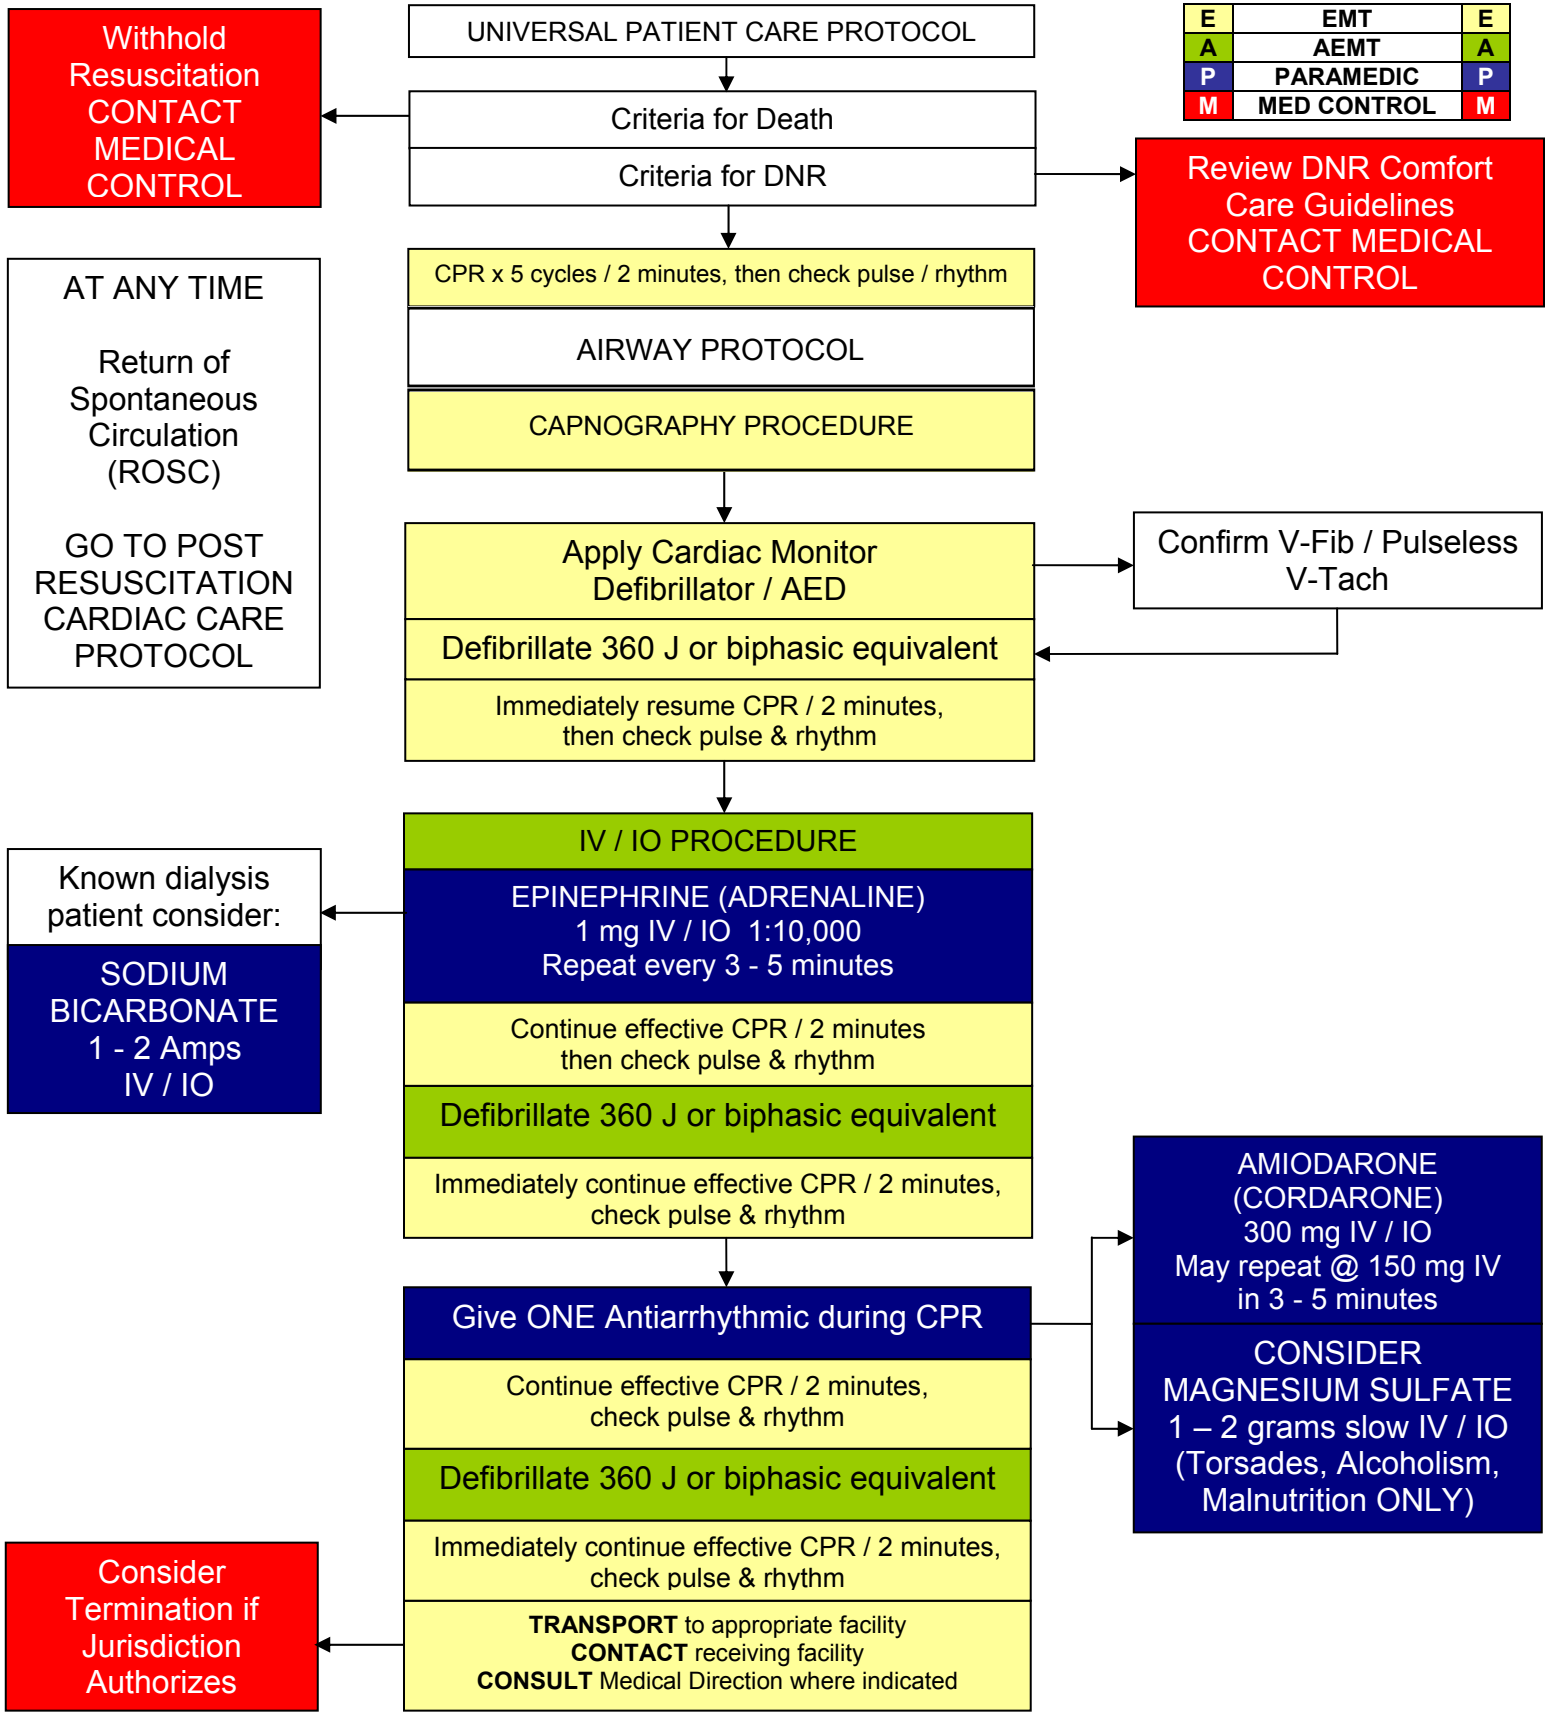 Withhold
Resuscitation
CONTACT
MEDICAL
CONTROL
UNIVERSAL PATIENT CARE PROTOCOL
E EMT E
A AEMT A
P PARAMEDIC P
M MED CONTROL M
Criteria for Death
Criteria for DNR
Review DNR Comfort
Care Guidelines
CONTACT MEDICAL
CONTROL
AT ANY TIME
Return of
Spontaneous
Circulation
(ROSC)
GO TO POST
RESUSCITATION
CARDIAC CARE
PROTOCOL
CPR x 5 cycles / 2 minutes, then check pulse / rhythm
AIRWAY PROTOCOL
CAPNOGRAPHY PROCEDURE
Apply Cardiac Monitor
Defibrillator / AED
Confirm V-Fib / Pulseless
V-Tach
Defibrillate 360 J or biphasic equivalent
Immediately resume CPR / 2 minutes,
then check pulse & rhythm
IV / IO PROCEDURE
EPINEPHRINE (ADRENALINE)
1 mg IV / IO 1:10,000
Repeat every 3 - 5 minutes
Known dialysis
patient consider:
SODIUM
BICARBONATE
1 - 2 Amps
IV / IO
Continue effective CPR / 2 minutes
then check pulse & rhythm
Defibrillate 360 J or biphasic equivalent
Immediately continue effective CPR / 2 minutes,
check pulse & rhythm
Give ONE Antiarrhythmic during CPR
AMIODARONE
(CORDARONE)
300 mg IV / IO
May repeat @ 150 mg IV
in 3 - 5 minutes
CONSIDER
MAGNESIUM SULFATE
1 – 2 grams slow IV / IO
(Torsades, Alcoholism,
Malnutrition ONLY)
Continue effective CPR / 2 minutes,
check pulse & rhythm
Defibrillate 360 J or biphasic equivalent
Immediately continue effective CPR / 2 minutes,
check pulse & rhythm
TRANSPORT to appropriate facility
CONTACT receiving facility
CONSULT Medical Direction where indicated
Consider
Termination if
Jurisdiction
Authorizes